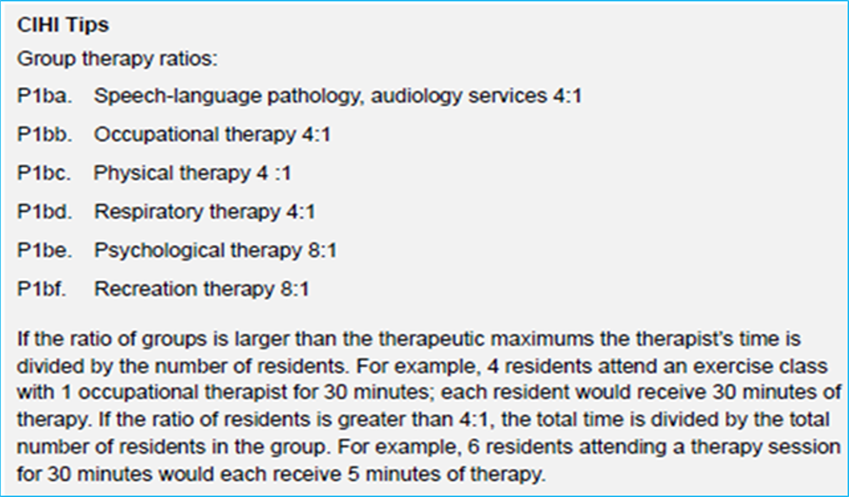 CIHI Tips
Group therapy ratios:
P1ba. Speech-language pathology, audiology services 4:1
P1bb. Occupational therapy 4:1
P1bc. Physical therapy 4 :1
P1bd. Respiratory therapy 4:1
P1be. Psychological therapy 8:1
P1bf. Recreation therapy 8:1
If the ratio of groups is larger than the therapeutic maximums the therapist's time is
divided by the number of residents. For example, 4 residents attend an exercise class
with 1 occupational therapist for 30 minutes; each resident would receive 30 minutes of
therapy. If the ratio of residents is greater than 4:1, the total time is divided by the total
number of residents in the group. For example, 6 residents attending a therapy session
for 30 minutes would each receive 5 minutes of therapy.